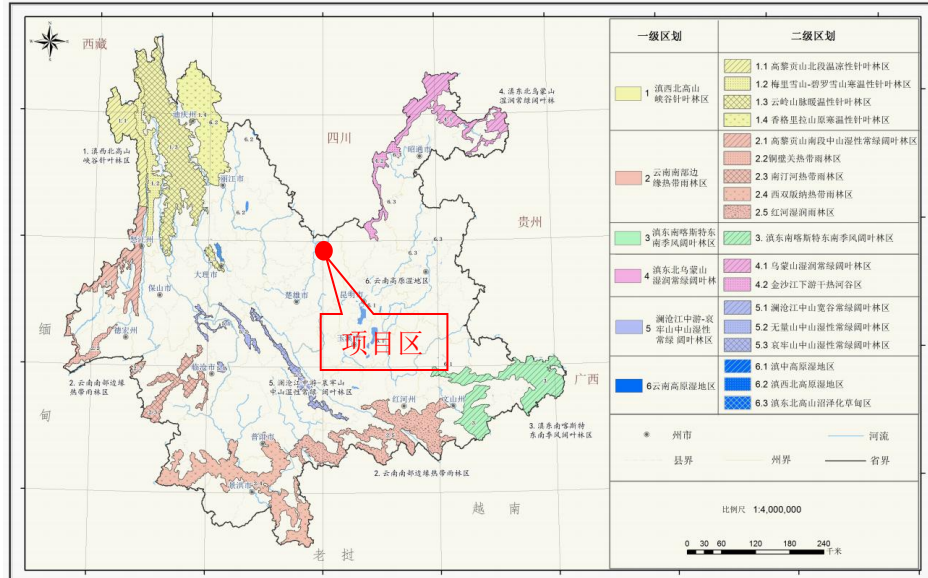 西藏
四川
贵州
广西
缅
甸
越 南
老 挝
1. 滇西北高山
峡谷针叶林区
4. 滇东北乌蒙山
湿润常绿阔叶林
2. 云南南部边缘
热带雨林区
5. 澜沧江中游-哀牢山
中山湿性常绿 阔叶林区
6. 云南高原湿地区
3. 滇东南喀斯特
东南季风阔叶林区
2. 云南南部边缘热带雨林区
迪庆州
丽江市
昭通市
大理市
保山市
德宏州
楚雄市
昆明市
临沧市
普洱市
景洪市
红河州
文山州
项目区
一级区划
二级区划
1 滇西北高山
峡谷针叶林区
1.1 高黎贡山北段温凉性针叶林区
1.2 梅里雪山-碧罗雪山寒温性针叶林区
1.3 云岭山脉暖温性针叶林区
1.4 香格里拉山原寒温性针叶林区
2 云南南部边
缘热带雨林区
2.1 高黎贡山南段中山湿性常绿阔叶林区
2.2铜壁关热带雨林区
2.3 南汀河热带雨林区
2.4 西双版纳热带雨林区
2.5 红河湿润雨林区
3 滇东南喀斯特东
南季风阔叶林区
3. 滇东南喀斯特东南季风阔叶林区
4 滇东北乌蒙山
湿润常绿阔叶林区
4.1 乌蒙山湿润常绿阔叶林区
4.2 金沙江下游干热河谷区
5 澜沧江中游-哀
牢山中山湿性
常绿 阔叶林区
5.1 澜沧江中山宽谷常绿阔叶林区
5.2 无量山中山湿性常绿阔叶林区
5.3 哀牢山中山湿性常绿阔叶林区
6云南高原湿地区
6.1 滇中高原湿地区
6.2 滇西北高原湿地区
6.3 滇东北高山沼泽化草甸区
州市
河流
县界
州界
省界
比例尺 1:4,000,000
0 30 60 120 180 240
千米